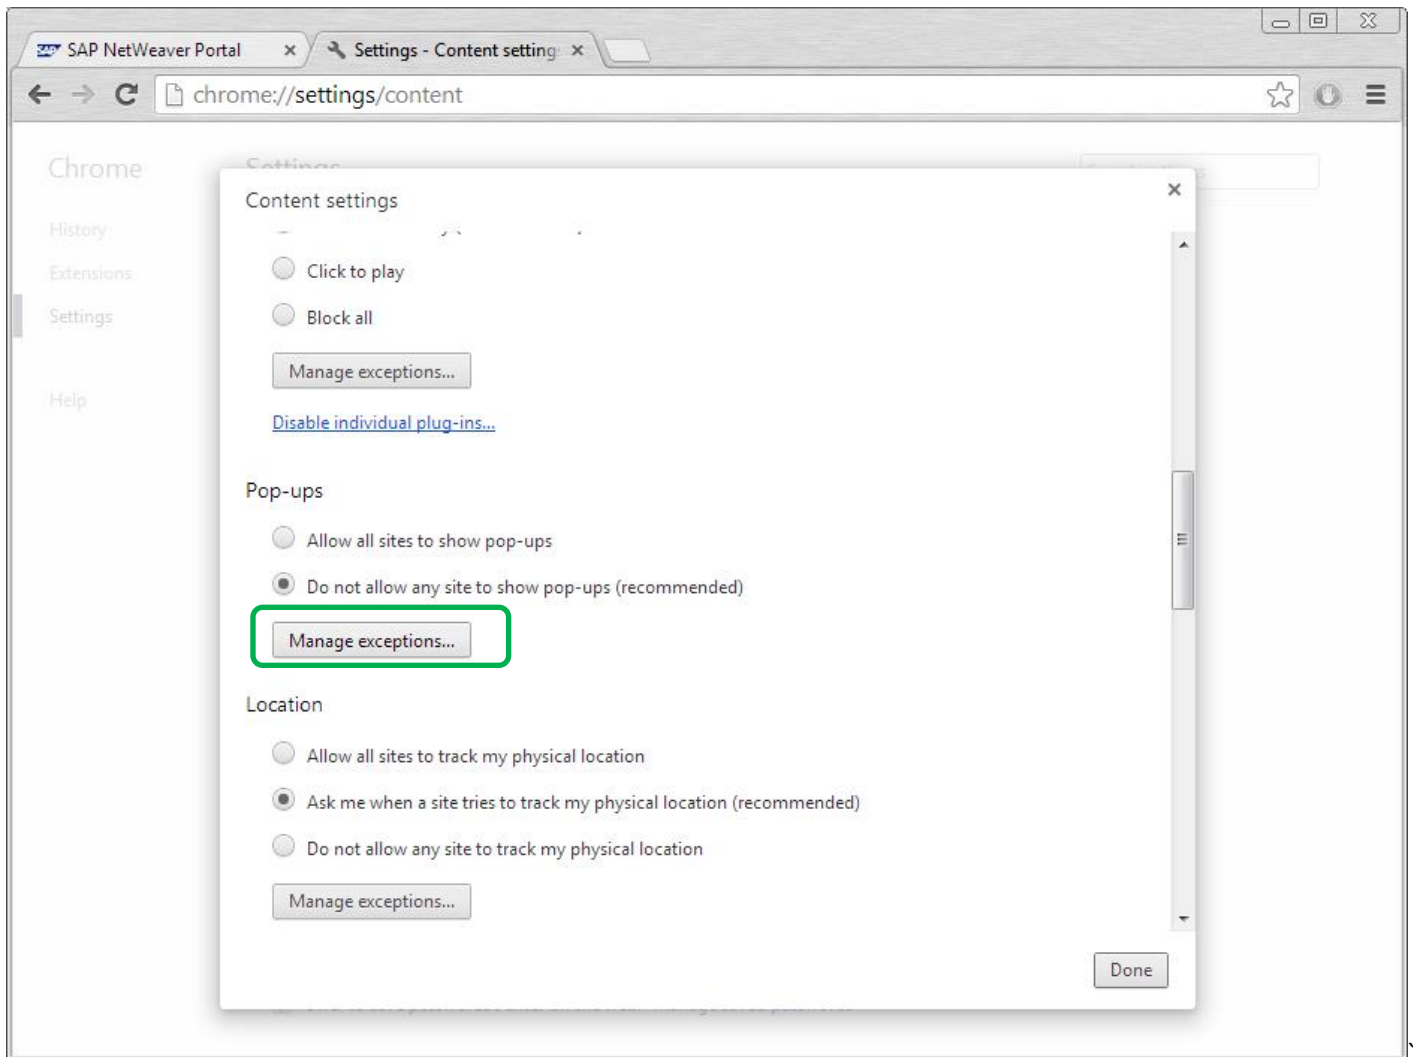 SAP SAP NetWeaver Portal
Settings - Content setting
chrome://settings/content
Chrome
Settings
History
Extensions
Settings
Help
Content settings
Click to play
Block all
Manage exceptions...
Disable individual plug-ins...
Pop-ups
Allow all sites to show pop-ups
Do not allow any site to show pop-ups (recommended)
Manage exceptions...
Location
Allow all sites to track my physical location
Ask me when a site tries to track my physical location (recommended)
Do not allow any site to track my physical location
Manage exceptions...
Done